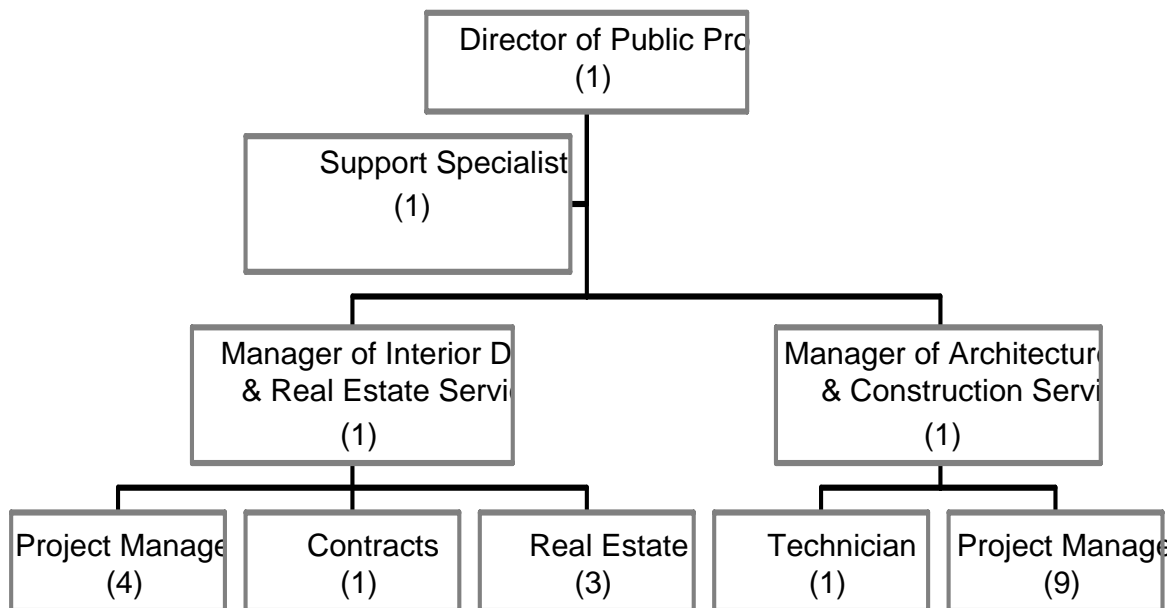 Director of Public Pro
(1)
Support Specialist
(1)
Manager of Interior D
& Real Estate Servi
(1)
Manager of Architecture
& Construction Servi
(1)
Project Manage
(4)
Contracts
(1)
Real Estate
(3)
Technician
(1)
Project Manage
(9)